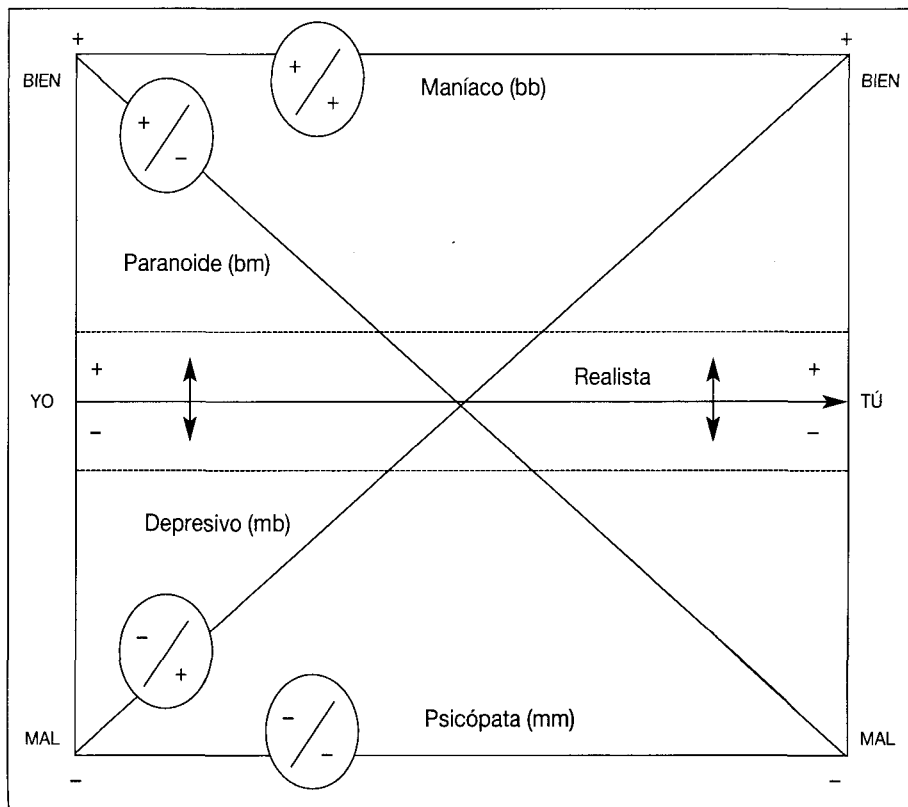 + +
BIEN + / + Maníaco (bb) BIEN
+ / -
Paranoide (bm)
+ Realista +
YO TÚ
- -
Depresivo (mb)
- / +
MAL - / - Psicópata (mm) MAL
- -